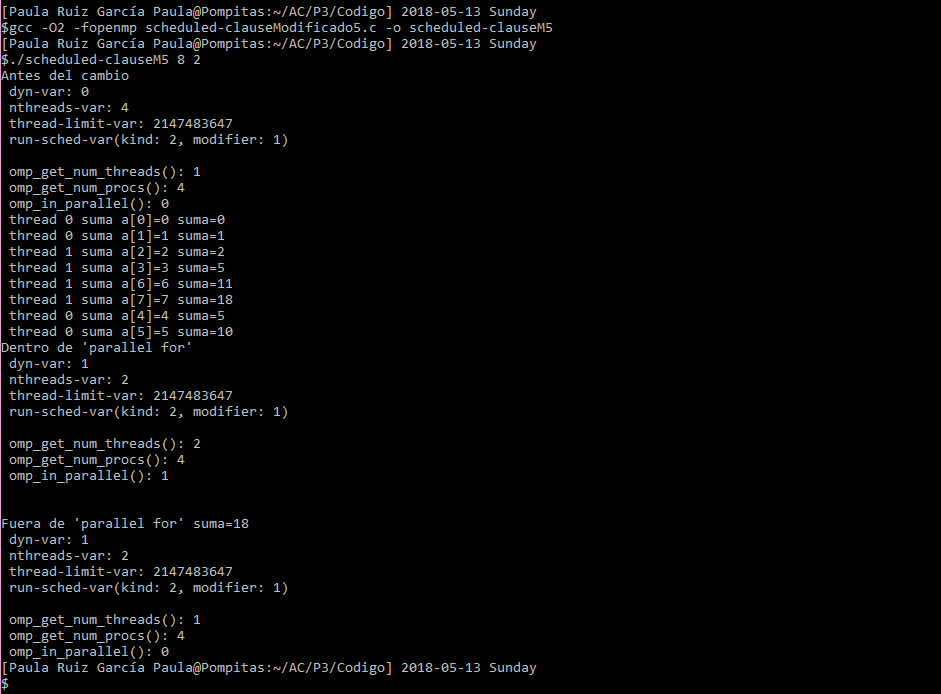 [Paula Ruiz García Paula@Pompitas:~/AC/P3/Codigo] 2018-05-13 Sunday
$gcc -O2 -fopenmp scheduled-clauseModificado5.c -o scheduled-clauseM5
[Paula Ruiz García Paula@Pompitas:~/AC/P3/Codigo] 2018-05-13 Sunday
$./scheduled-clauseM5 8 2
Antes del cambio
 dyn-var: 0
 nthreads-var: 4
 thread-limit-var: 2147483647
 run-sched-var(kind: 2, modifier: 1)

 omp_get_num_threads(): 1
 omp_get_num_procs(): 4
 omp_in_parallel(): 0
 thread 0 suma a[0]=0 suma=0
 thread 0 suma a[1]=1 suma=1
 thread 1 suma a[2]=2 suma=2
 thread 1 suma a[3]=3 suma=5
 thread 1 suma a[6]=6 suma=11
 thread 1 suma a[7]=7 suma=18
 thread 0 suma a[4]=4 suma=5
 thread 0 suma a[5]=5 suma=10
Dentro de 'parallel for'
 dyn-var: 1
 nthreads-var: 2
 thread-limit-var: 2147483647
 run-sched-var(kind: 2, modifier: 1)

 omp_get_num_threads(): 2
 omp_get_num_procs(): 4
 omp_in_parallel(): 1


Fuera de 'parallel for' suma=18
 dyn-var: 1
 nthreads-var: 2
 thread-limit-var: 2147483647
 run-sched-var(kind: 2, modifier: 1)

 omp_get_num_threads(): 1
 omp_get_num_procs(): 4
 omp_in_parallel(): 0
[Paula Ruiz García Paula@Pompitas:~/AC/P3/Codigo] 2018-05-13 Sunday
$